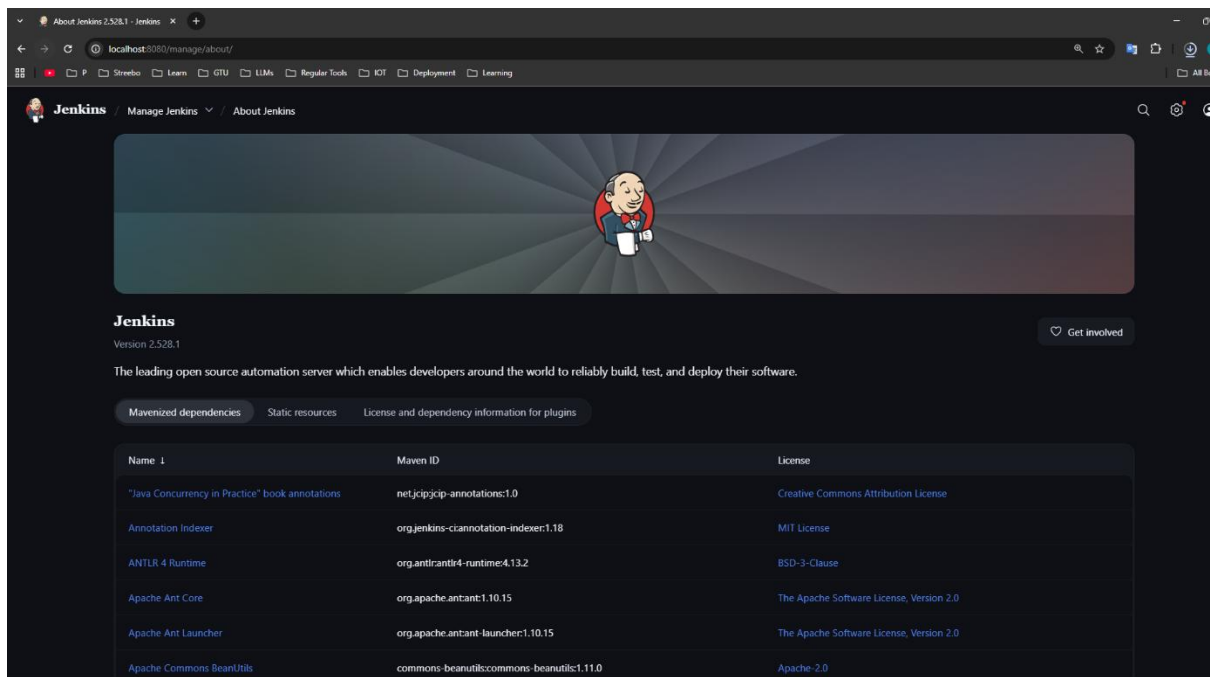 About Jenkins 2.528.1 - Jenkins
localhost:8080/manage/about/
P Streebo Learn GTU LLMs Regular Tools IOT Deployment Learning
Jenkins / Manage Jenkins / About Jenkins
Jenkins
Version 2.528.1
Get involved
The leading open source automation server which enables developers around the world to reliably build, test, and deploy their software.
Mavenized dependencies Static resources License and dependency information for plugins
Name ↓ Maven ID License
"Java Concurrency in Practice" book annotations net.jcip:jcip-annotations:1.0 Creative Commons Attribution License
Annotation Indexer org.jenkins-ci:annotation-indexer:1.18 MIT License
ANTLR 4 Runtime org.antlr:antlr4-runtime:4.13.2 BSD-3-Clause
Apache Ant Core org.apache.ant:ant:1.10.15 The Apache Software License, Version 2.0
Apache Ant Launcher org.apache.ant:ant-launcher:1.10.15 The Apache Software License, Version 2.0
Apache Commons BeanUtils commons-beanutils:commons-beanutils:1.11.0 Apache-2.0